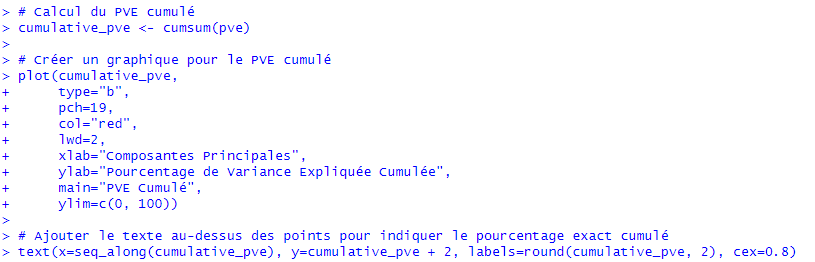 > # Calcul du PVE cumulé
> cumulative_pve <- cumsum(pve)
>
> # Créer un graphique pour le PVE cumulé
> plot(cumulative_pve,
+      type="b",
+      pch=19,
+      col="red",
+      lwd=2,
+      xlab="Composantes Principales",
+      ylab="Pourcentage de Variance Expliquée Cumulée",
+      main="PVE Cumulé",
+      ylim=c(0, 100))
>
> # Ajouter le texte au-dessus des points pour indiquer le pourcentage exact cumulé
> text(x=seq_along(cumulative_pve), y=cumulative_pve + 2, labels=round(cumulative_pve, 2), cex=0.8)